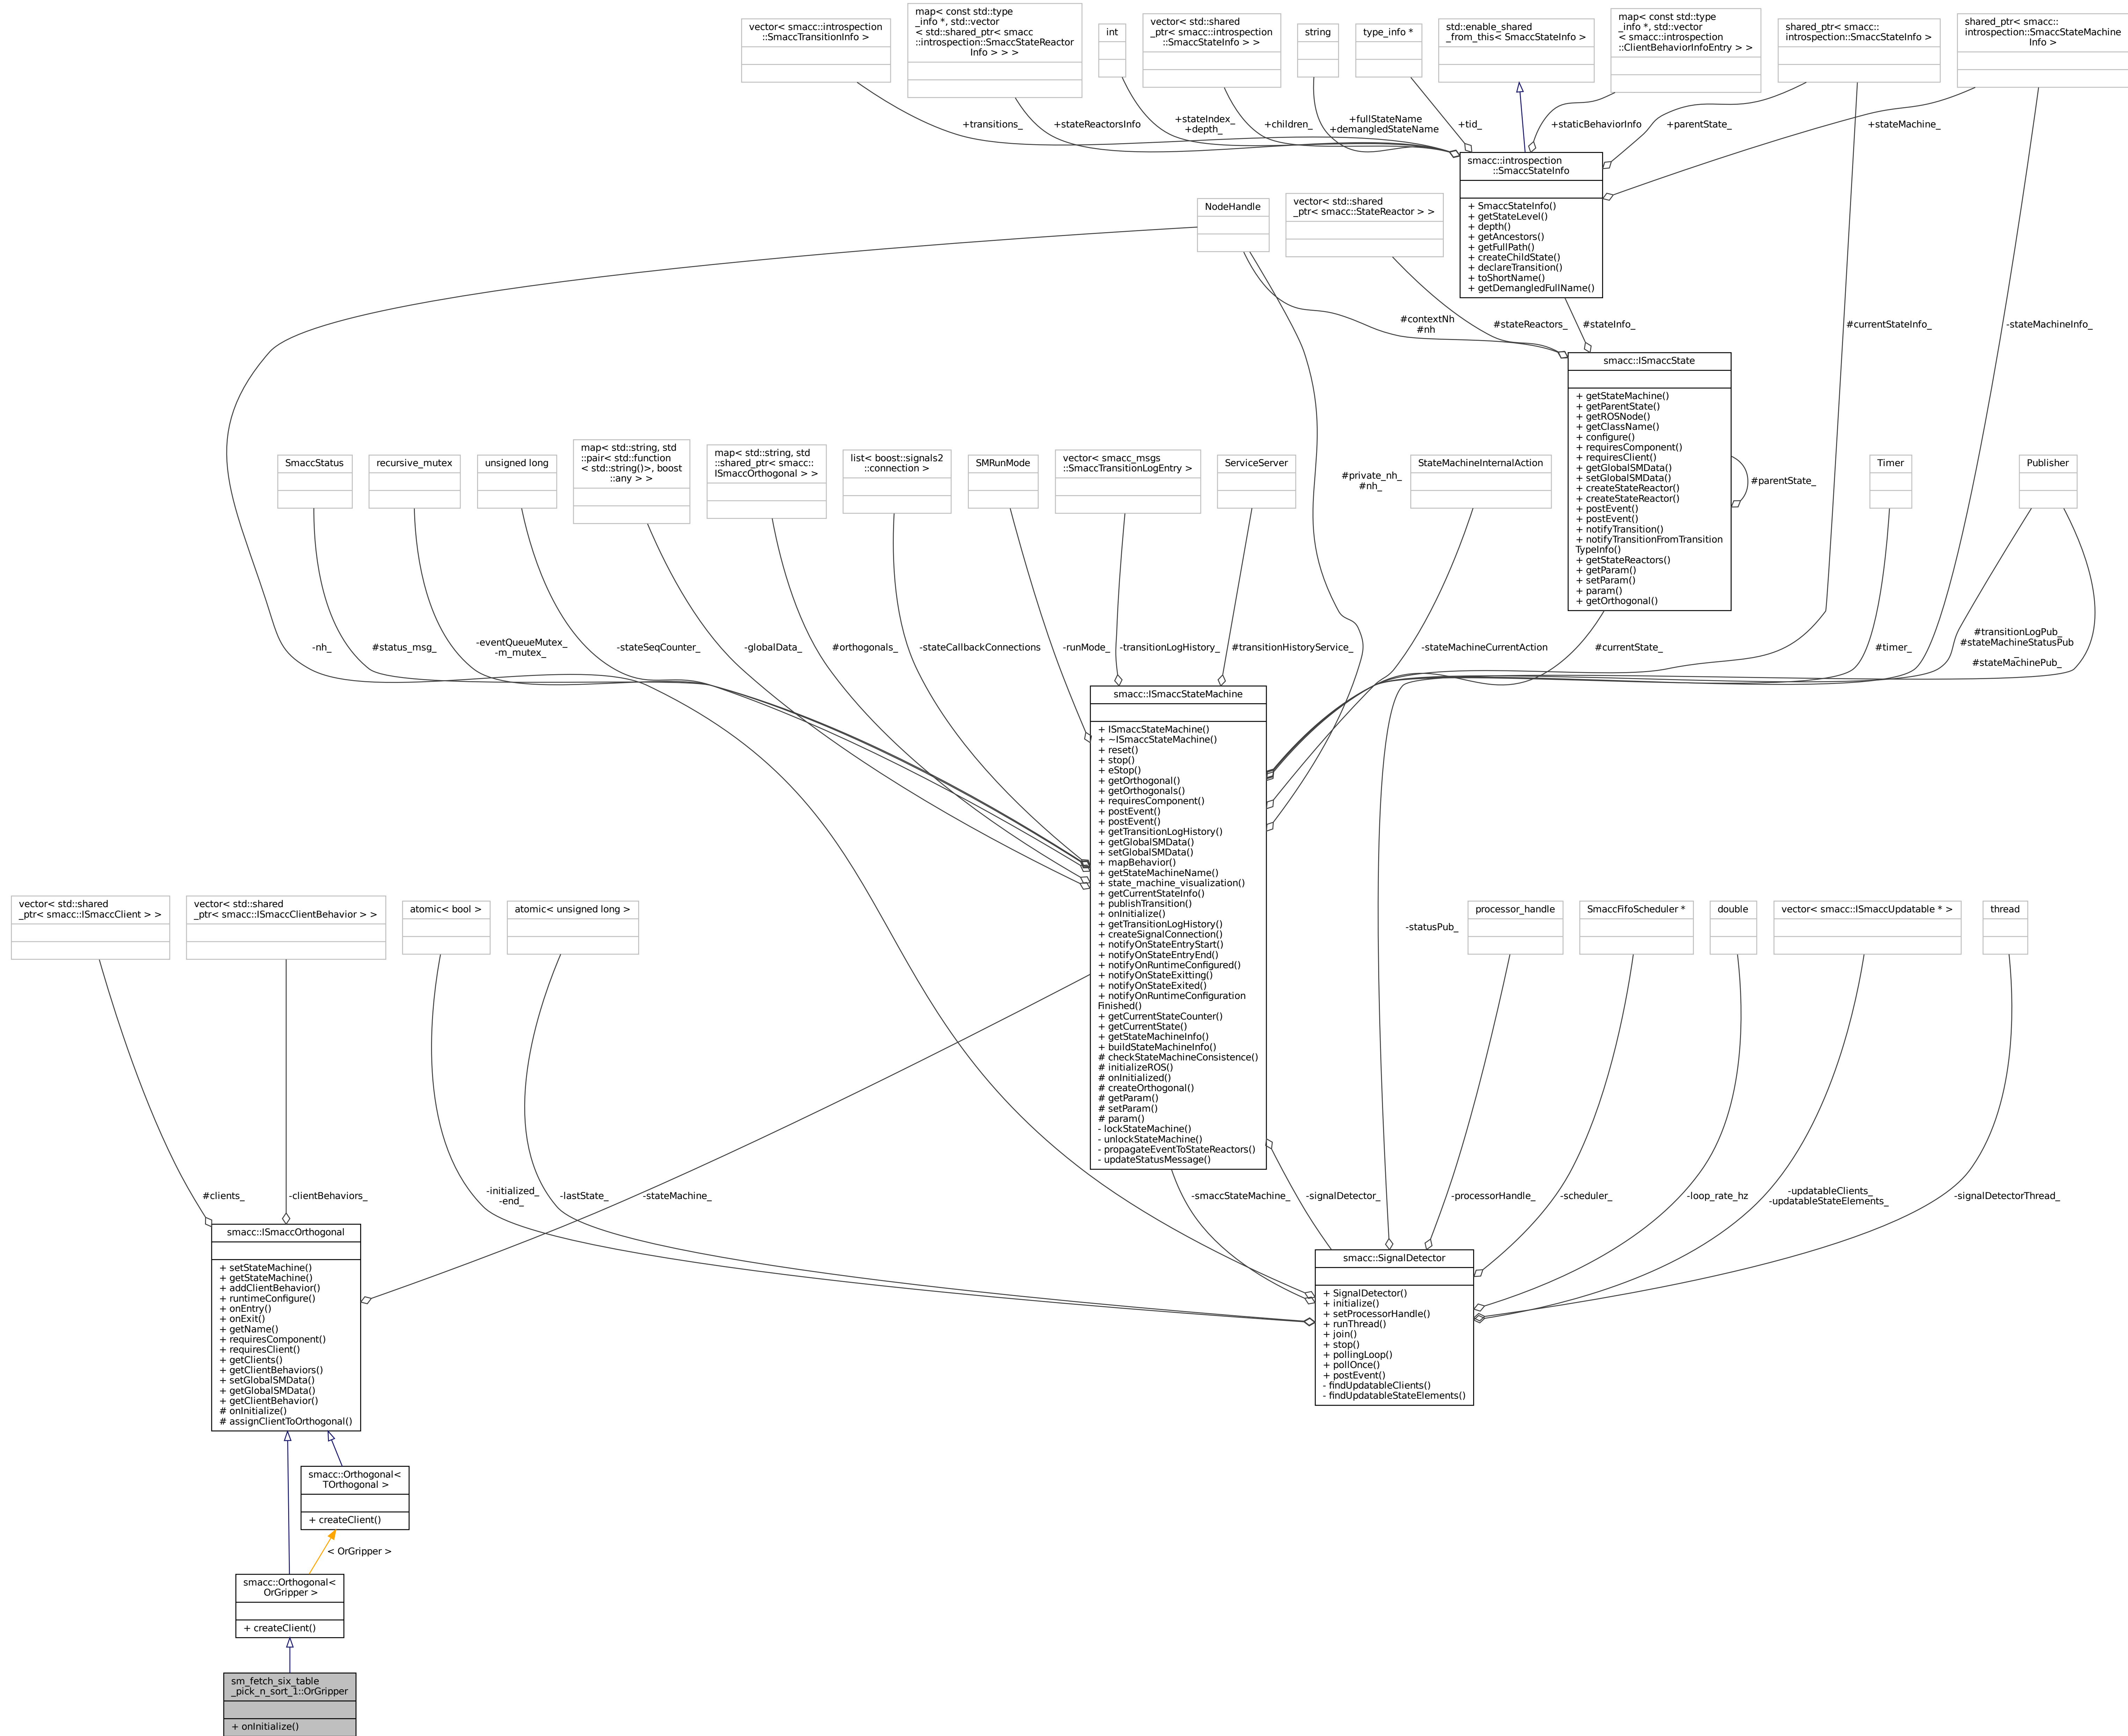 vector< smacc::introspection
::SmaccTransitionInfo >
map< const std::type
_info *, std::vector
< std::shared_ptr< smacc
::introspection::SmaccStateReactor
Info > > >
int
vector< std::shared
_ptr< smacc::introspection
::SmaccStateInfo > >
string
type_info *
std::enable_shared
_from_this< SmaccStateInfo >
map< const std::type
_info *, std::vector
< smacc::introspection
::ClientBehaviorInfoEntry > >
shared_ptr< smacc::
introspection::SmaccStateInfo >
shared_ptr< smacc::
introspection::SmaccStateMachine
Info >
+transitions_
+stateReactorsInfo
+stateIndex_
+depth_
+children_
+fullStateName
+demangledStateName
+tid_
+staticBehaviorInfo
+parentState_
+stateMachine_
smacc::introspection
::SmaccStateInfo
+ SmaccStateInfo()
+ getStateLevel()
+ depth()
+ getAncestors()
+ getFullPath()
+ createChildState()
+ declareTransition()
+ toShortName()
+ getDemangledFullName()
NodeHandle
vector< std::shared
_ptr< smacc::StateReactor > >
#contextNh
#nh
#stateReactors_
#stateInfo_
#currentStateInfo_
-stateMachineInfo_
smacc::ISmaccState
+ getStateMachine()
+ getParentState()
+ getROSNode()
+ getClassName()
+ configure()
+ requiresComponent()
+ requiresClient()
+ getGlobalSMData()
+ setGlobalSMData()
+ createStateReactor()
+ createStateReactor()
+ postEvent()
+ postEvent()
+ notifyTransition()
+ notifyTransitionFromTransition
TypeInfo()
+ getStateReactors()
+ getParam()
+ setParam()
+ param()
+ getOrthogonal()
#parentState_
SmaccStatus
recursive_mutex
unsigned long
map< std::string, std
::pair< std::function
< std::string()>, boost
::any > >
map< std::string, std
::shared_ptr< smacc::
ISmaccOrthogonal > >
list< boost::signals2
::connection >
SMRunMode
vector< smacc_msgs
::SmaccTransitionLogEntry >
ServiceServer
#private_nh_
#nh_
StateMachineInternalAction
Timer
Publisher
-nh_
#status_msg_
-eventQueueMutex_
-m_mutex_
-stateSeqCounter_
-globalData_
#orthogonals_
-stateCallbackConnections
-runMode_
-transitionLogHistory_
#transitionHistoryService_
-stateMachineCurrentAction
#currentState_
#timer_
#transitionLogPub_
#stateMachineStatusPub
_
#stateMachinePub_
smacc::ISmaccStateMachine
+ ISmaccStateMachine()
+ ~ISmaccStateMachine()
+ reset()
+ stop()
+ eStop()
+ getOrthogonal()
+ getOrthogonals()
+ requiresComponent()
+ postEvent()
+ postEvent()
+ getTransitionLogHistory()
+ getGlobalSMData()
+ setGlobalSMData()
+ mapBehavior()
+ getStateMachineName()
+ state_machine_visualization()
+ getCurrentStateInfo()
+ publishTransition()
+ onInitialize()
+ getTransitionLogHistory()
+ createSignalConnection()
+ notifyOnStateEntryStart()
+ notifyOnStateEntryEnd()
+ notifyOnRuntimeConfigured()
+ notifyOnStateExitting()
+ notifyOnStateExited()
+ notifyOnRuntimeConfiguration
Finished()
+ getCurrentStateCounter()
+ getCurrentState()
+ getStateMachineInfo()
+ buildStateMachineInfo()
# checkStateMachineConsistence()
# initializeROS()
# onInitialized()
# createOrthogonal()
# getParam()
# setParam()
# param()
- lockStateMachine()
- unlockStateMachine()
- propagateEventToStateReactors()
- updateStatusMessage()
vector< std::shared
_ptr< smacc::ISmaccClient > >
vector< std::shared
_ptr< smacc::ISmaccClientBehavior > >
atomic< bool >
atomic< unsigned long >
-statusPub_
processor_handle
SmaccFifoScheduler *
double
vector< smacc::ISmaccUpdatable * >
thread
#clients_
-clientBehaviors_
-initialized_
-end_
-lastState_
-stateMachine_
-smaccStateMachine_
-signalDetector_
-processorHandle_
-scheduler_
-loop_rate_hz
-updatableClients_
-updatableStateElements_
-signalDetectorThread_
smacc::ISmaccOrthogonal
+ setStateMachine()
+ getStateMachine()
+ addClientBehavior()
+ runtimeConfigure()
+ onEntry()
+ onExit()
+ getName()
+ requiresComponent()
+ requiresClient()
+ getClients()
+ getClientBehaviors()
+ setGlobalSMData()
+ getGlobalSMData()
+ getClientBehavior()
# onInitialize()
# assignClientToOrthogonal()
smacc::SignalDetector
+ SignalDetector()
+ initialize()
+ setProcessorHandle()
+ runThread()
+ join()
+ stop()
+ pollingLoop()
+ pollOnce()
+ postEvent()
- findUpdatableClients()
- findUpdatableStateElements()
smacc::Orthogonal<
TOrthogonal >
+ createClient()
< OrGripper >
smacc::Orthogonal<
OrGripper >
+ createClient()
sm_fetch_six_table
_pick_n_sort_1::OrGripper
+ onInitialize()